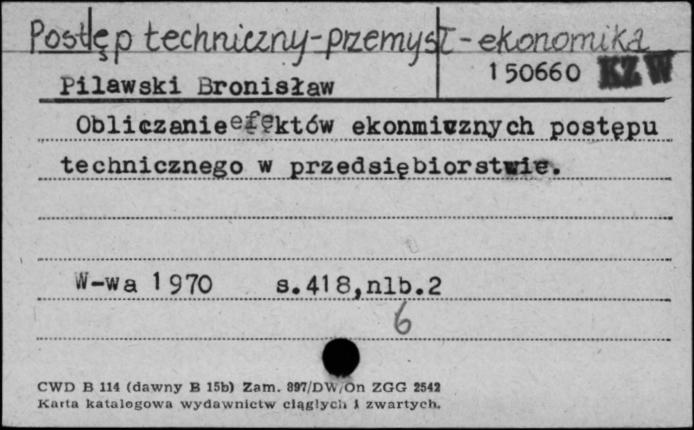 Postęp techniczny-przemysł-ekonomika
150660 KZW
Pilawski Bronisław
Obliczanie efektów ekonmicznych postępu
technicznego w przedsiębiorstwie.
W-wa 1970 s.418,nlb.2
6
CWD B 114 (dawny B 15b) Zam. 897/DW/On ZGG 2542
Karta katalogowa wydawnictw ciągłych i zwartych.